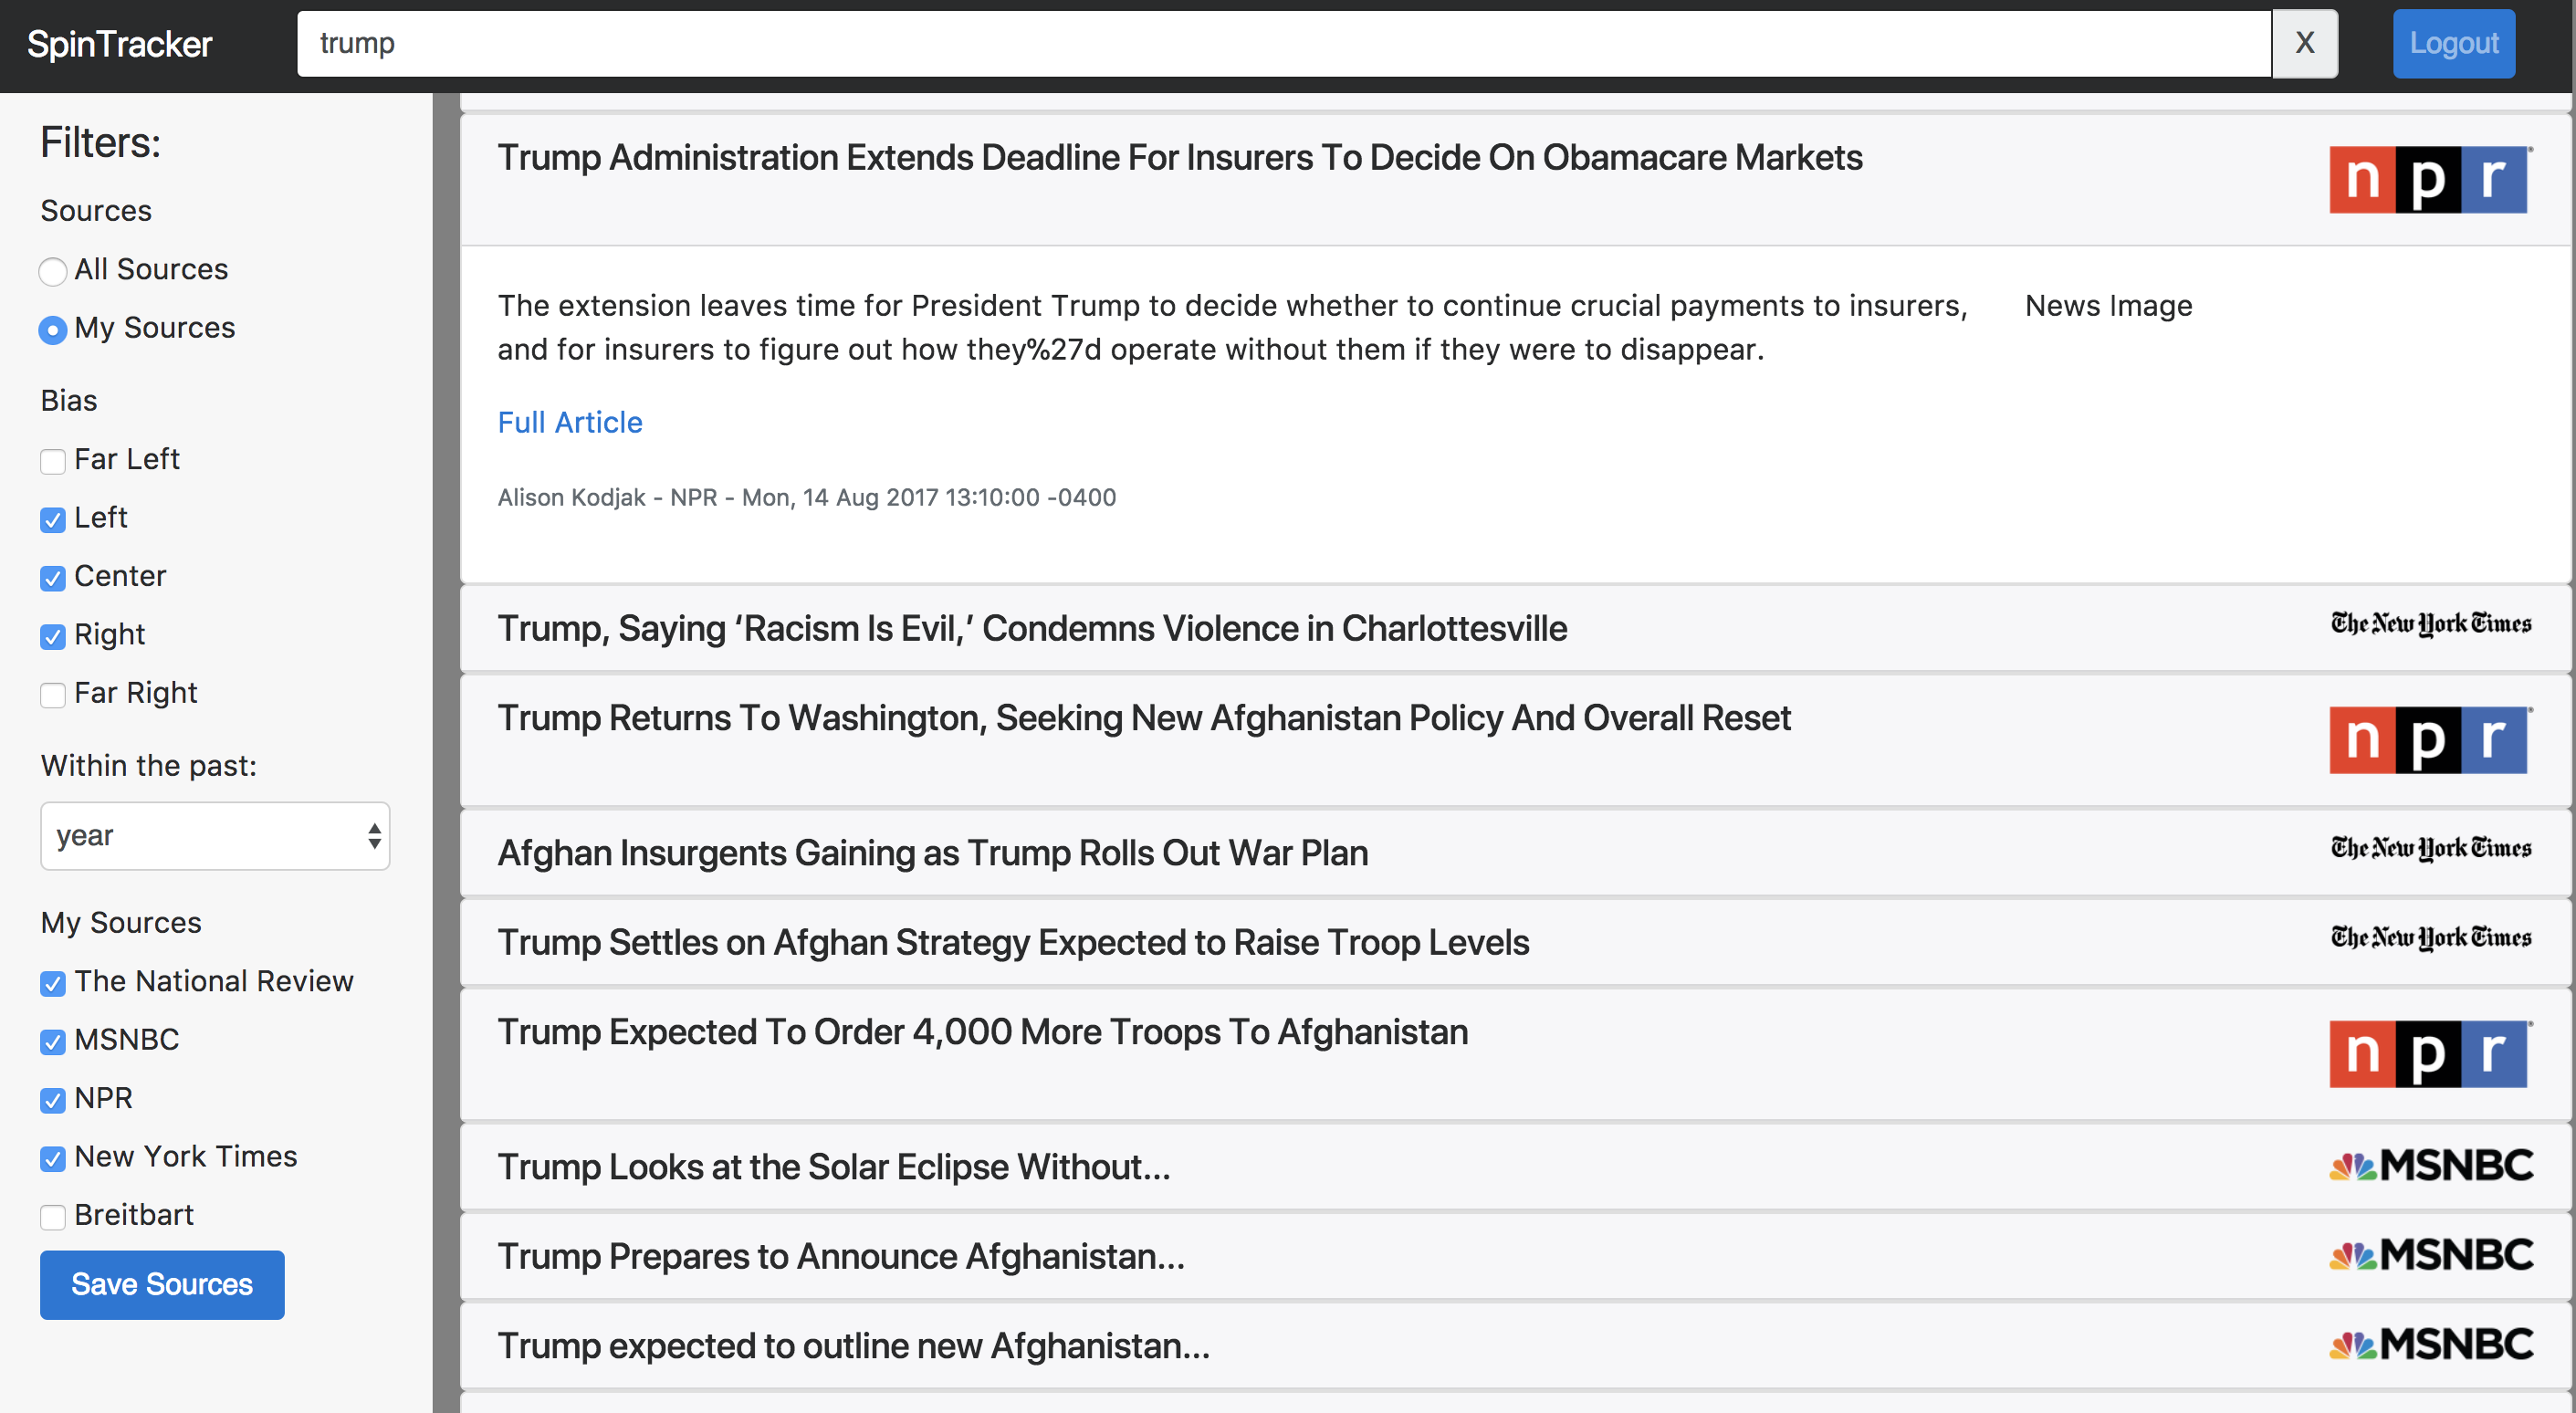 SpinTracker
trump
X
Logout
Filters:
Sources
All Sources
My Sources
Bias
Far Left
Left
Center
Right
Far Right
Within the past:
year
My Sources
The National Review
MSNBC
NPR
New York Times
Breitbart
Save Sources
Trump Administration Extends Deadline For Insurers To Decide On Obamacare Markets
npr
The extension leaves time for President Trump to decide whether to continue crucial payments to insurers,
and for insurers to figure out how they%27d operate without them if they were to disappear.
News Image
Full Article
Alison Kodjak - NPR - Mon, 14 Aug 2017 13:10:00 -0400
Trump, Saying ‘Racism Is Evil,’ Condemns Violence in Charlottesville
The New York Times
Trump Returns To Washington, Seeking New Afghanistan Policy And Overall Reset
npr
Afghan Insurgents Gaining as Trump Rolls Out War Plan
The New York Times
Trump Settles on Afghan Strategy Expected to Raise Troop Levels
The New York Times
Trump Expected To Order 4,000 More Troops To Afghanistan
npr
Trump Looks at the Solar Eclipse Without...
MSNBC
Trump Prepares to Announce Afghanistan...
MSNBC
Trump expected to outline new Afghanistan...
MSNBC